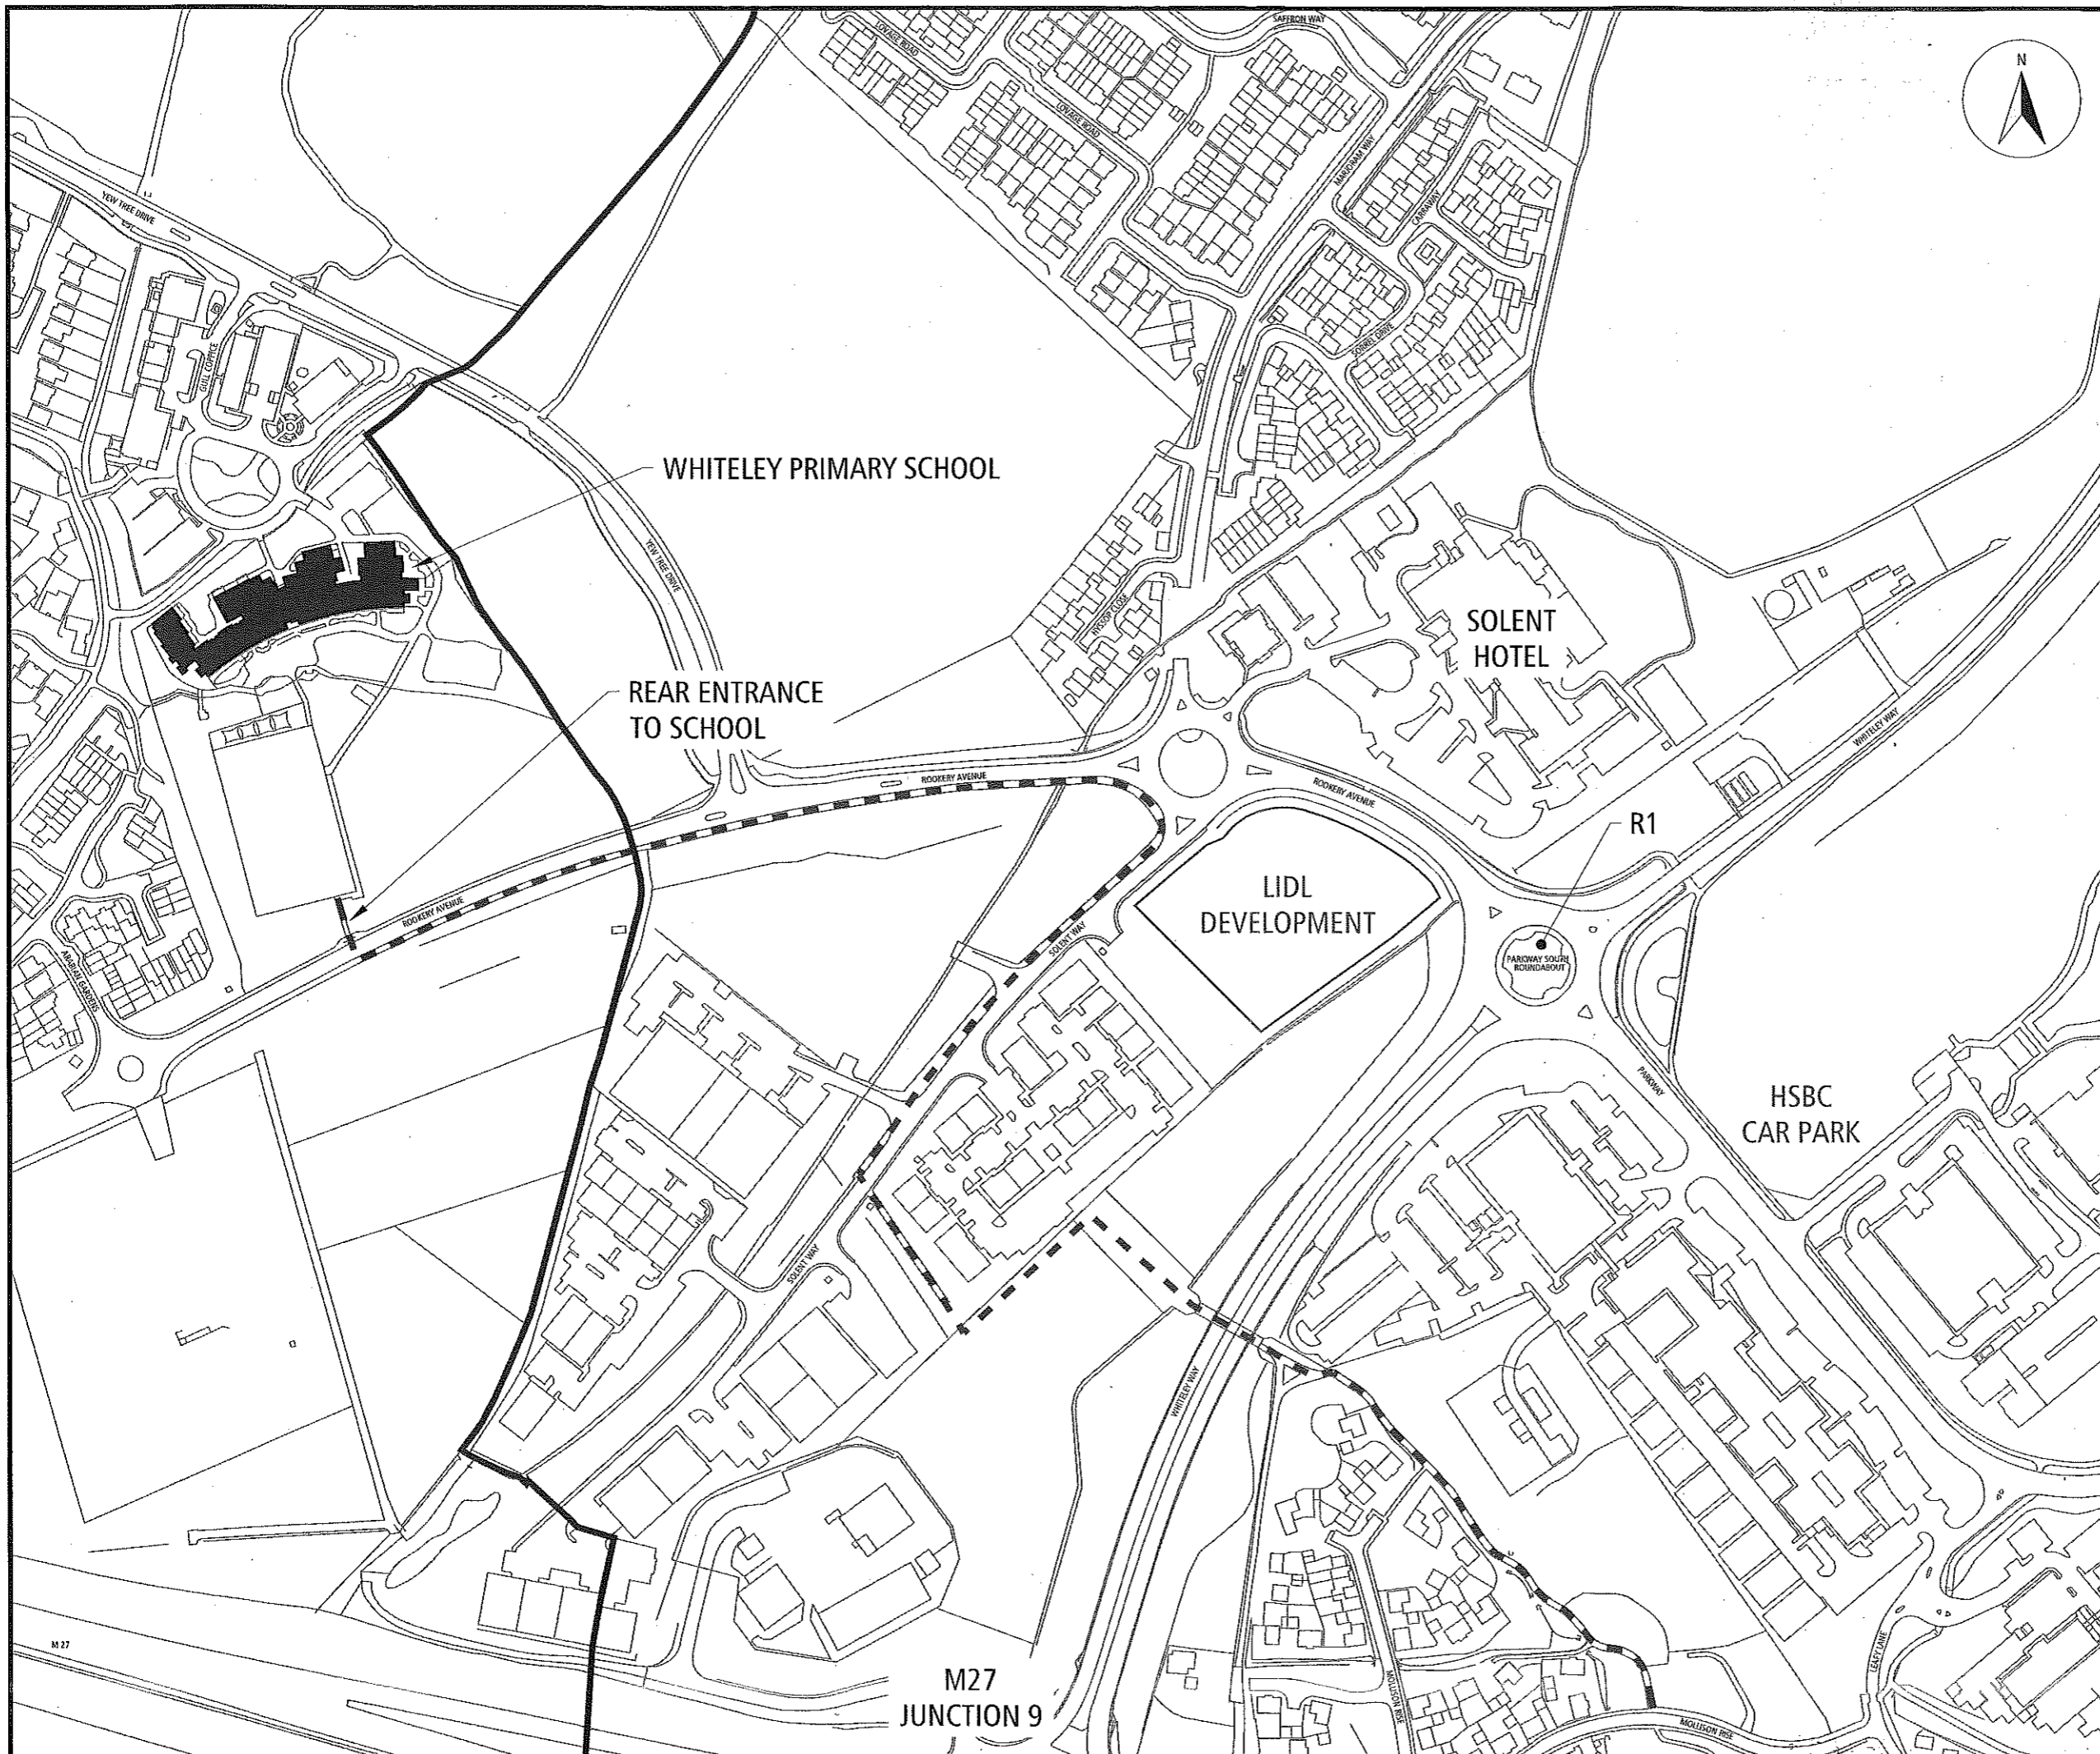 SAFFRON WAY
LOVAGE ROAD
N
LOVAGE ROAD
MARJORAM WAY
YEW TREE DRIVE
CARRAWAY
GULL COPPICE
SORREL DRIVE
WHITELEY PRIMARY SCHOOL
YEW TREE DRIVE
HYSSOP CLOSE
SOLENT
HOTEL
REAR ENTRANCE
TO SCHOOL
WHITELEY WAY
ROOKERY AVENUE
ROOKERY AVENUE
R1
LIDL
DEVELOPMENT
ROOKERY AVENUE
SOLENT WAY
PARKWAY SOUTH
ROUNDABOUT
ARABIAN GARDENS
PARKWAY
HSBC
CAR PARK
SOLENT WAY
WHITELEY WAY
M 27
LEAFY LANE
M27
JUNCTION 9
MOLLISON RISE
MOLLISON RISE